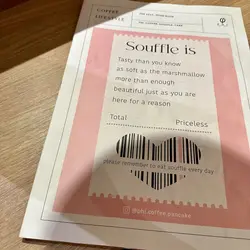 COFFEE
LIFESTYLE
Souffle is
Tasty than you know
as soft as the marshmallow
more than enough
beautiful just as you are
here for a reason
Total Priceless
please remember to eat souffle every day